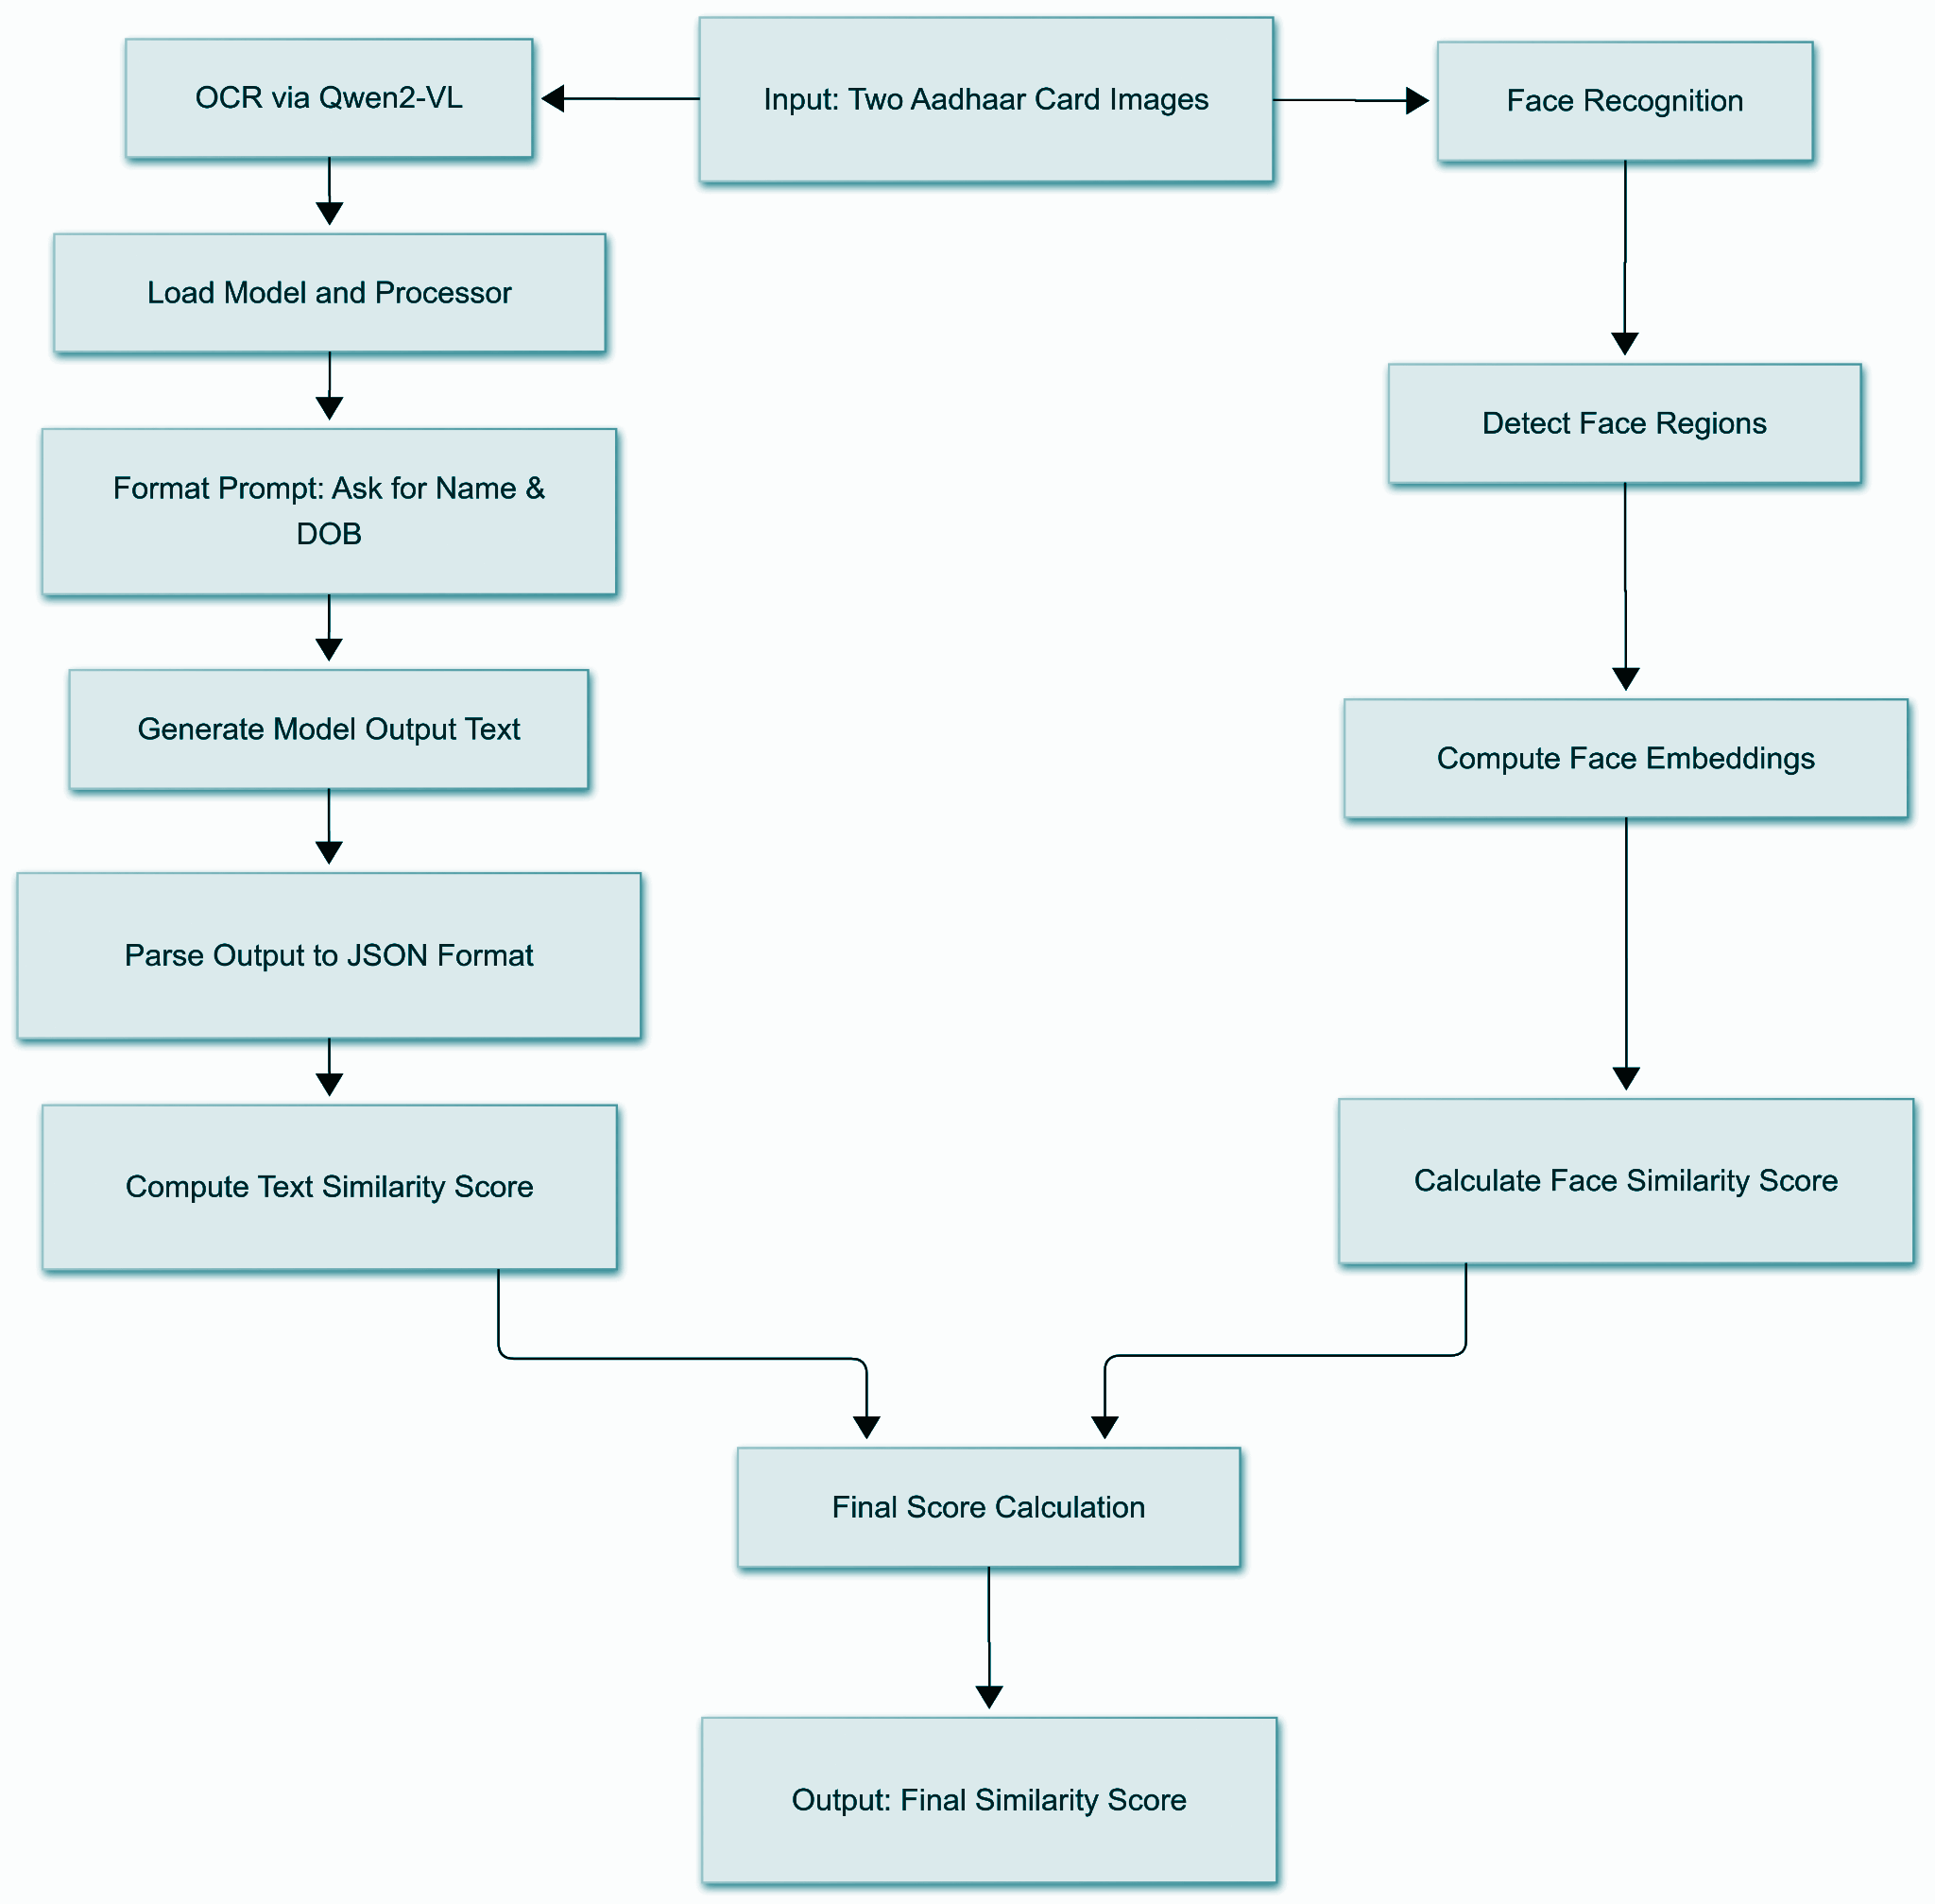 Input: Two Aadhaar Card Images
OCR via Qwen2-VL
Load Model and Processor
Format Prompt: Ask for Name &
DOB
Generate Model Output Text
Parse Output to JSON Format
Compute Text Similarity Score
Face Recognition
Detect Face Regions
Compute Face Embeddings
Calculate Face Similarity Score
Final Score Calculation
Output: Final Similarity Score